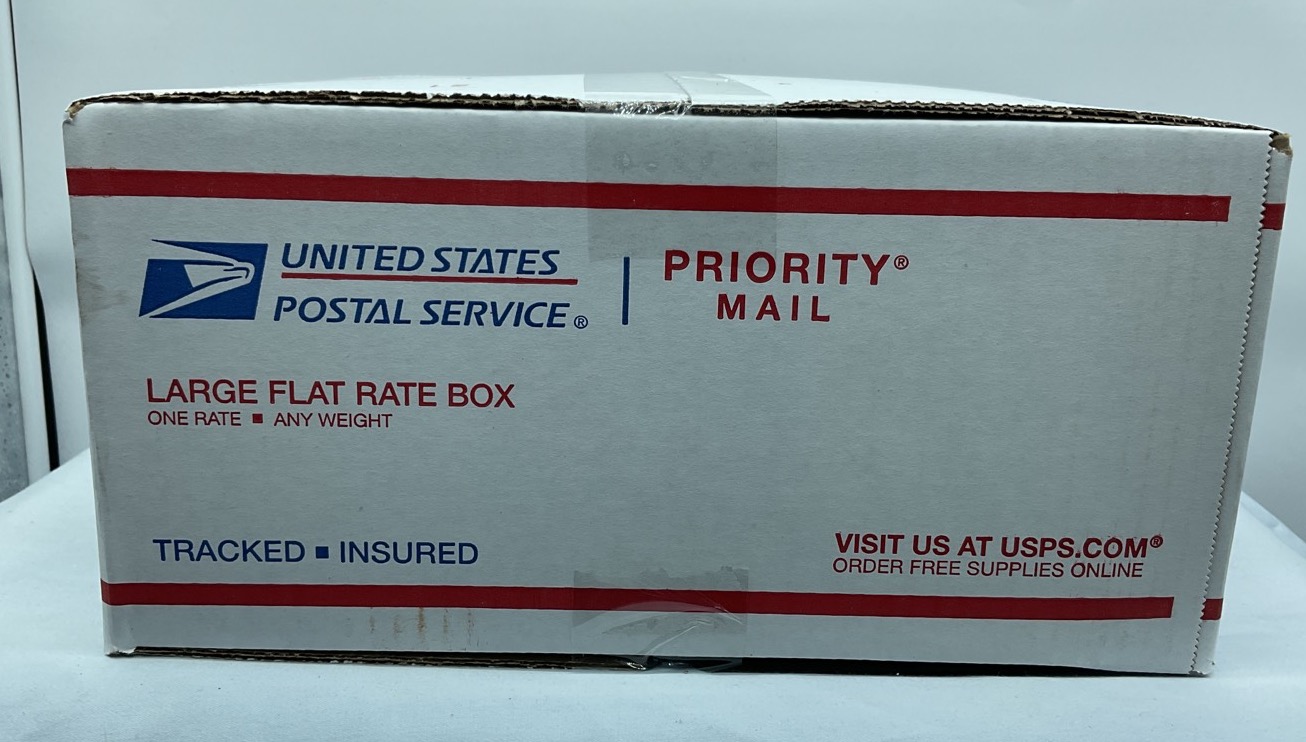 UNITED STATES
POSTAL SERVICE®
PRIORITY®
MAIL
LARGE FLAT RATE BOX
ONE RATE ■ ANY WEIGHT
TRACKED ■ INSURED
VISIT US AT USPS.COM®
ORDER FREE SUPPLIES ONLINE